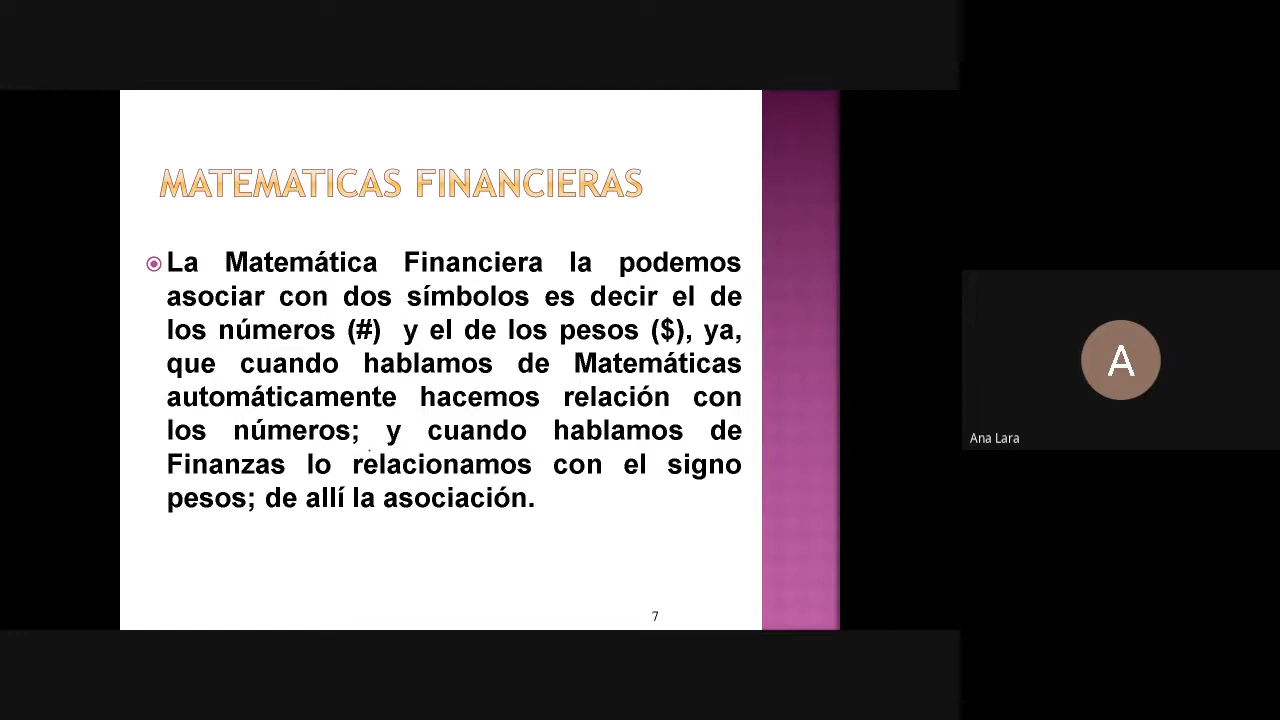 MATEMATICAS FINANCIERAS
La Matemática Financiera la podemos
asociar con dos símbolos es decir el de
los números (#) y el de los pesos ($), ya,
que cuando hablamos de Matemáticas
automáticamente hacemos relación con
los números; y cuando hablamos de
Finanzas lo relacionamos con el signo
pesos; de allí la asociación.
7
A
Ana Lara